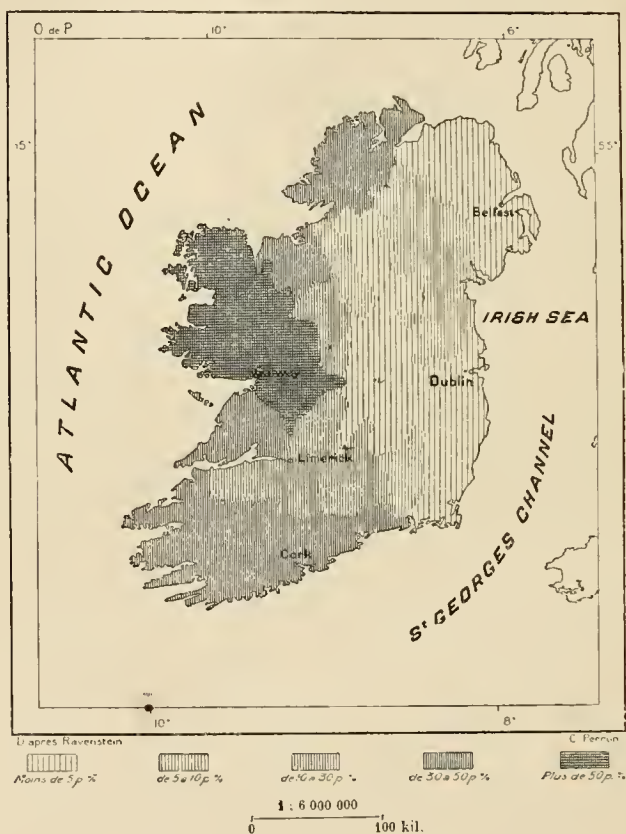 O de P
10°
6°
55°
55°
ATLANTIC OCEAN
Belfast
IRISH SEA
Dublin
Limerick
Cork
St GEORGES CHANNEL
10°
8°
D'après Ravenstein
C. Perron
Moins de 5 p. %
de 5 à 10 p. %
de 10 à 30 p. %
de 30 à 50 p. %
Plus de 50 p. %
1 : 6 000 000
0 100 kil.